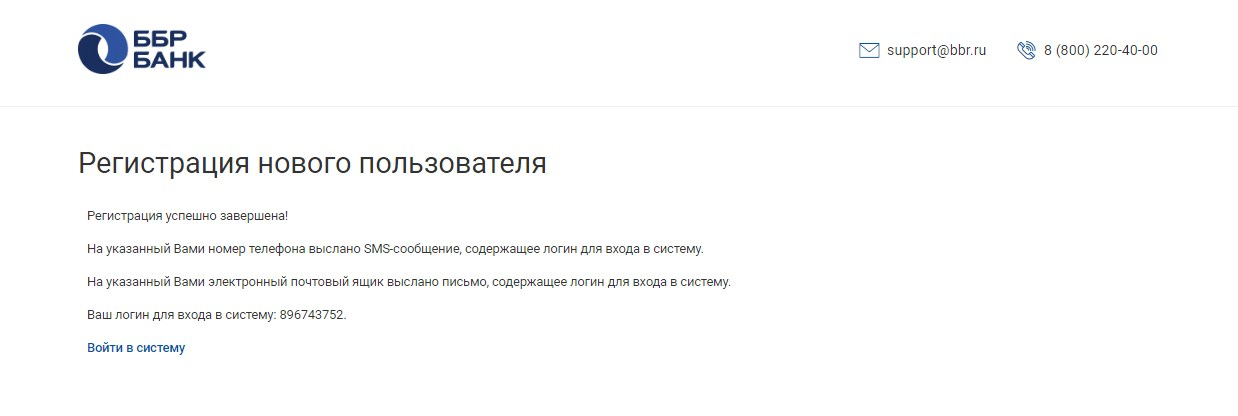 ББР
БАНК
support@bbr.ru
8 (800) 220-40-00
Регистрация нового пользователя
Регистрация успешно завершена!
На указанный Вами номер телефона выслано SMS-сообщение, содержащее логин для входа в систему.
На указанный Вами электронный почтовый ящик выслано письмо, содержащее логин для входа в систему.
Ваш логин для входа в систему: 896743752.
Войти в систему